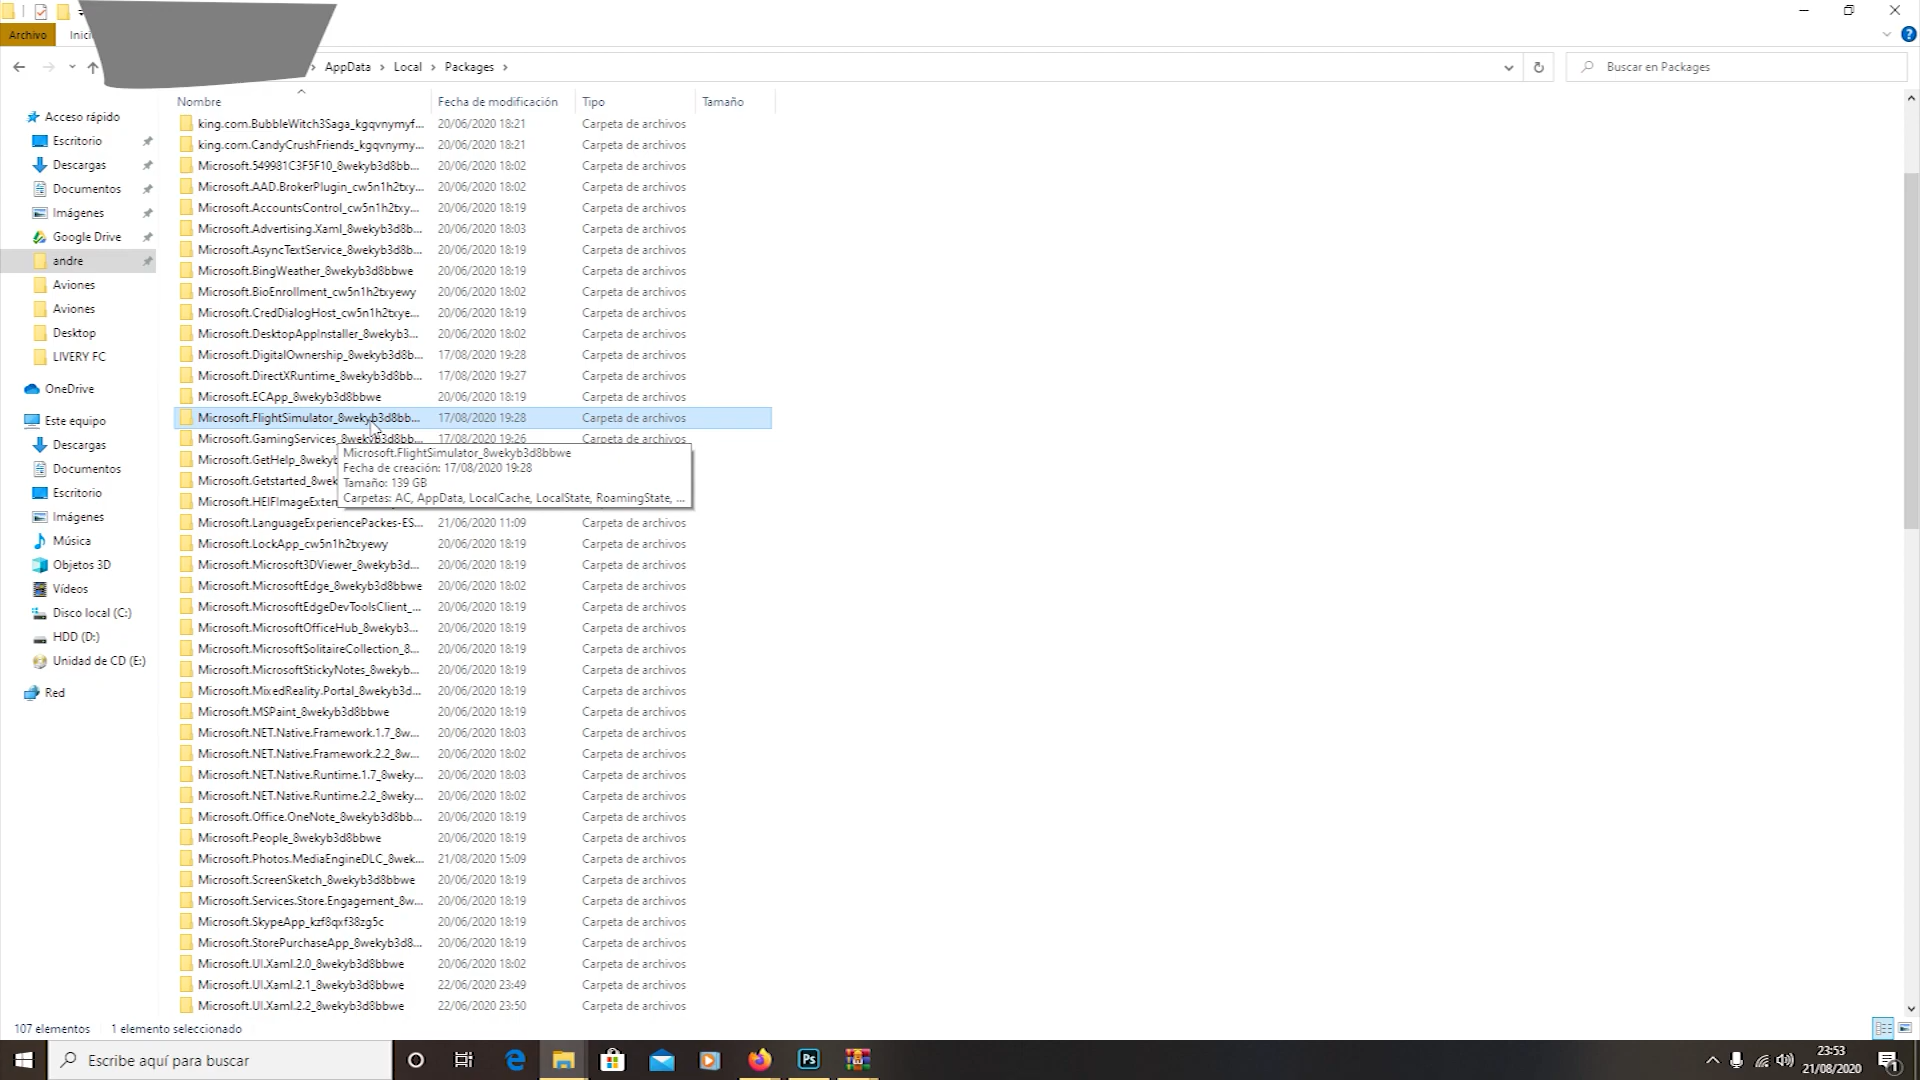 Archivo Inici
AppData > Local > Packages >
Buscar en Packages
Nombre Fecha de modificación Tipo Tamaño
Acceso rápido
Escritorio
Descargas
Documentos
Imágenes
Google Drive
andre
Aviones
Aviones
Desktop
LIVERY FC
OneDrive
Este equipo
Descargas
Documentos
Escritorio
Imágenes
Música
Objetos 3D
Vídeos
Disco local (C:)
HDD (D:)
Unidad de CD (E:)
Red
king.com.BubbleWitch3Saga_kgqvnymyf... 20/06/2020 18:21 Carpeta de archivos
king.com.CandyCrushFriends_kgqvnymy... 20/06/2020 18:21 Carpeta de archivos
Microsoft.549981C3F5F10_8wekyb3d8bb... 20/06/2020 18:02 Carpeta de archivos
Microsoft.AAD.BrokerPlugin_cw5n1h2txy... 20/06/2020 18:02 Carpeta de archivos
Microsoft.AccountsControl_cw5n1h2txy... 20/06/2020 18:19 Carpeta de archivos
Microsoft.Advertising.Xaml_8wekyb3d8b... 20/06/2020 18:03 Carpeta de archivos
Microsoft.AsyncTextService_8wekyb3d8b... 20/06/2020 18:19 Carpeta de archivos
Microsoft.BingWeather_8wekyb3d8bbwe 20/06/2020 18:19 Carpeta de archivos
Microsoft.BioEnrollment_cw5n1h2txyewy 20/06/2020 18:02 Carpeta de archivos
Microsoft.CredDialogHost_cw5n1h2txye... 20/06/2020 18:19 Carpeta de archivos
Microsoft.DesktopAppInstaller_8wekyb3... 20/06/2020 18:02 Carpeta de archivos
Microsoft.DigitalOwnership_8wekyb3d8b... 17/08/2020 19:28 Carpeta de archivos
Microsoft.DirectXRuntime_8wekyb3d8bb... 17/08/2020 19:27 Carpeta de archivos
Microsoft.ECApp_8wekyb3d8bbwe 20/06/2020 18:19 Carpeta de archivos
Microsoft.FlightSimulator_8wekyb3d8bb... 17/08/2020 19:28 Carpeta de archivos
Microsoft.GamingServices_8wekyb3d8bb... 17/08/2020 19:26 Carpeta de archivos
Microsoft.GetHelp_8wekyb
Microsoft.Getstarted_8wek
Microsoft.HEIFImageExten
Microsoft.FlightSimulator_8wekyb3d8bbwe
Fecha de creación: 17/08/2020 19:28
Tamaño: 139 GB
Carpetas: AC, AppData, LocalCache, LocalState, RoamingState, ...
Microsoft.LanguageExperiencePackes-ES... 21/06/2020 11:09 Carpeta de archivos
Microsoft.LockApp_cw5n1h2txyewy 20/06/2020 18:19 Carpeta de archivos
Microsoft.Microsoft3DViewer_8wekyb3d... 20/06/2020 18:19 Carpeta de archivos
Microsoft.MicrosoftEdge_8wekyb3d8bbwe 20/06/2020 18:02 Carpeta de archivos
Microsoft.MicrosoftEdgeDevToolsClient_... 20/06/2020 18:19 Carpeta de archivos
Microsoft.MicrosoftOfficeHub_8wekyb3... 20/06/2020 18:19 Carpeta de archivos
Microsoft.MicrosoftSolitaireCollection_8... 20/06/2020 18:19 Carpeta de archivos
Microsoft.MicrosoftStickyNotes_8wekyb... 20/06/2020 18:19 Carpeta de archivos
Microsoft.MixedReality.Portal_8wekyb3d... 20/06/2020 18:19 Carpeta de archivos
Microsoft.MSPaint_8wekyb3d8bbwe 20/06/2020 18:19 Carpeta de archivos
Microsoft.NET.Native.Framework.1.7_8w... 20/06/2020 18:03 Carpeta de archivos
Microsoft.NET.Native.Framework.2.2_8w... 20/06/2020 18:02 Carpeta de archivos
Microsoft.NET.Native.Runtime.1.7_8weky... 20/06/2020 18:03 Carpeta de archivos
Microsoft.NET.Native.Runtime.2.2_8weky... 20/06/2020 18:02 Carpeta de archivos
Microsoft.Office.OneNote_8wekyb3d8bb... 20/06/2020 18:19 Carpeta de archivos
Microsoft.People_8wekyb3d8bbwe 20/06/2020 18:19 Carpeta de archivos
Microsoft.Photos.MediaEngineDLC_8wek... 21/08/2020 15:09 Carpeta de archivos
Microsoft.ScreenSketch_8wekyb3d8bbwe 20/06/2020 18:19 Carpeta de archivos
Microsoft.Services.Store.Engagement_8w... 20/06/2020 18:19 Carpeta de archivos
Microsoft.SkypeApp_kzf8qxf38zg5c 20/06/2020 18:19 Carpeta de archivos
Microsoft.StorePurchaseApp_8wekyb3d8... 20/06/2020 18:19 Carpeta de archivos
Microsoft.UI.Xaml.2.0_8wekyb3d8bbwe 20/06/2020 18:02 Carpeta de archivos
Microsoft.UI.Xaml.2.1_8wekyb3d8bbwe 22/06/2020 23:49 Carpeta de archivos
Microsoft.UI.Xaml.2.2_8wekyb3d8bbwe 22/06/2020 23:50 Carpeta de archivos
107 elementos 1 elemento seleccionado
Escribe aquí para buscar
Ps
23:53
21/08/2020
1